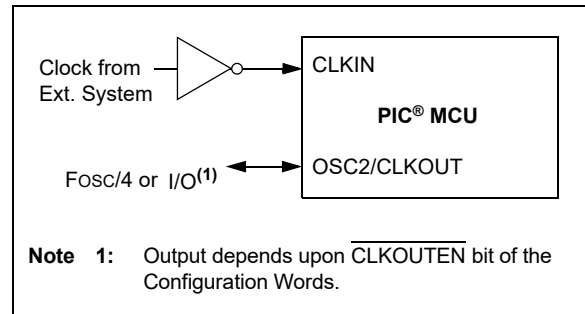 Clock from
Ext. System
CLKIN
PIC® MCU
FOSC/4 or I/O(1)
OSC2/CLKOUT
Note 1: Output depends upon CLKOUTEN bit of the
Configuration Words.